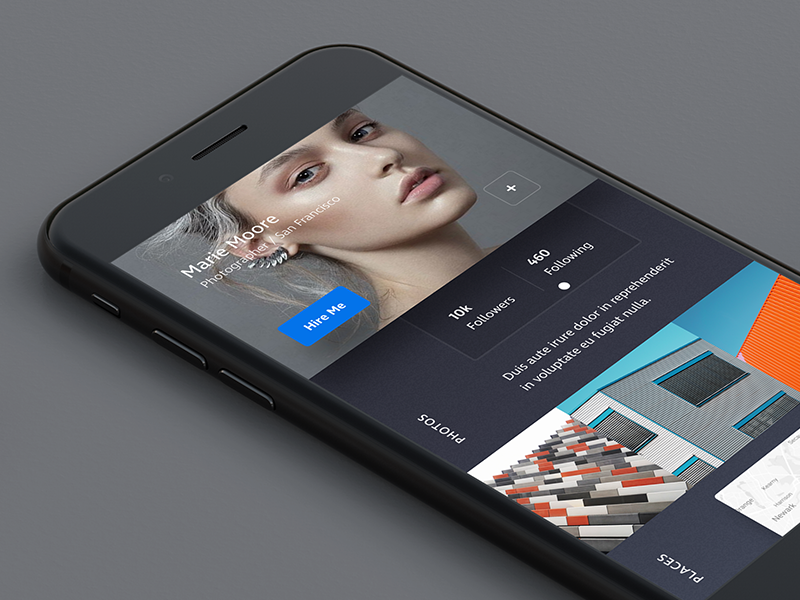 Marie Moore
Photographer / San Francisco
Hire Me
+
10k
Followers
460
Following
Duis aute irure dolor in reprehenderit
in voluptate eu fugiat nulla.
PHOTOS
PLACES
Kearny
Harrison
Newark